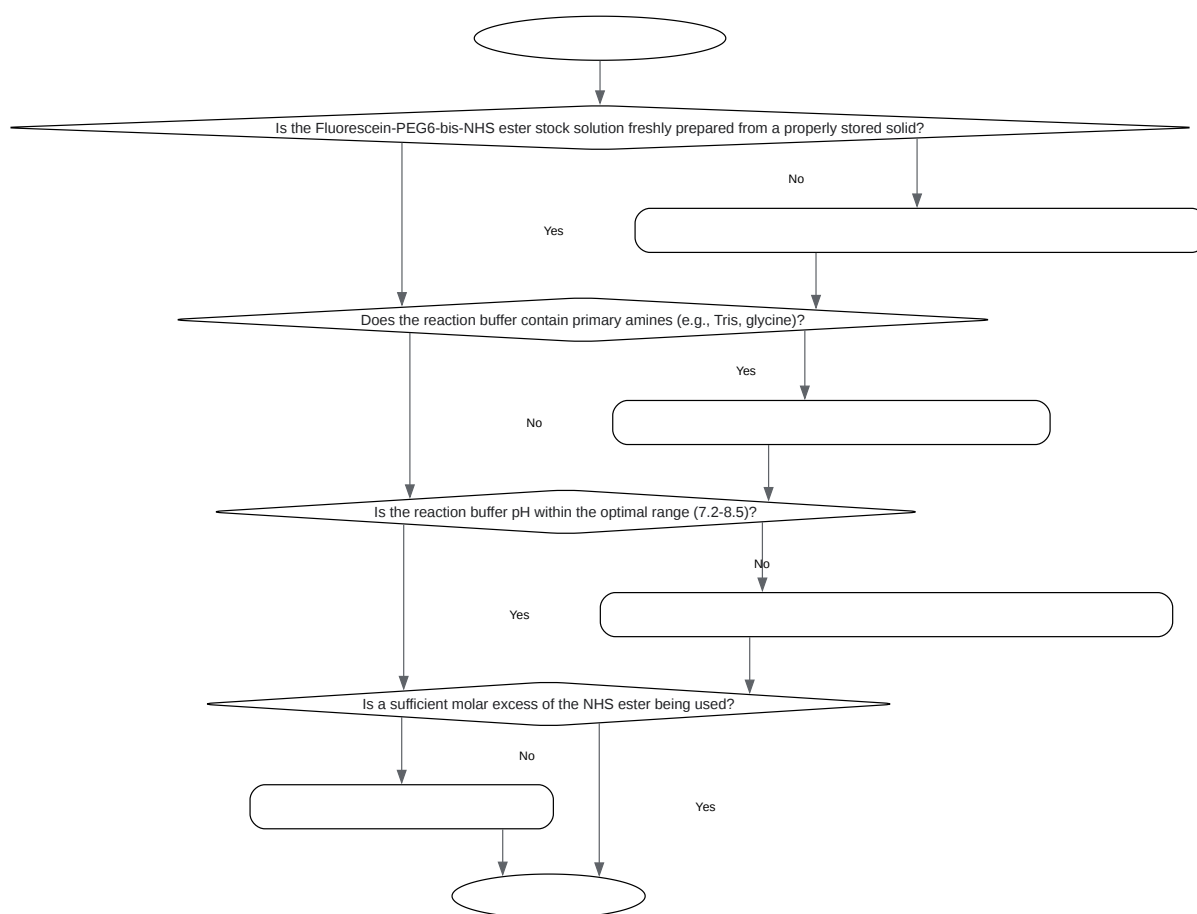 Is the Fluorescein-PEG6-bis-NHS ester stock solution freshly prepared from a properly stored solid?
No
Yes
Does the reaction buffer contain primary amines (e.g., Tris, glycine)?
Yes
No
Is the reaction buffer pH within the optimal range (7.2-8.5)?
No
Yes
Is a sufficient molar excess of the NHS ester being used?
No
Yes